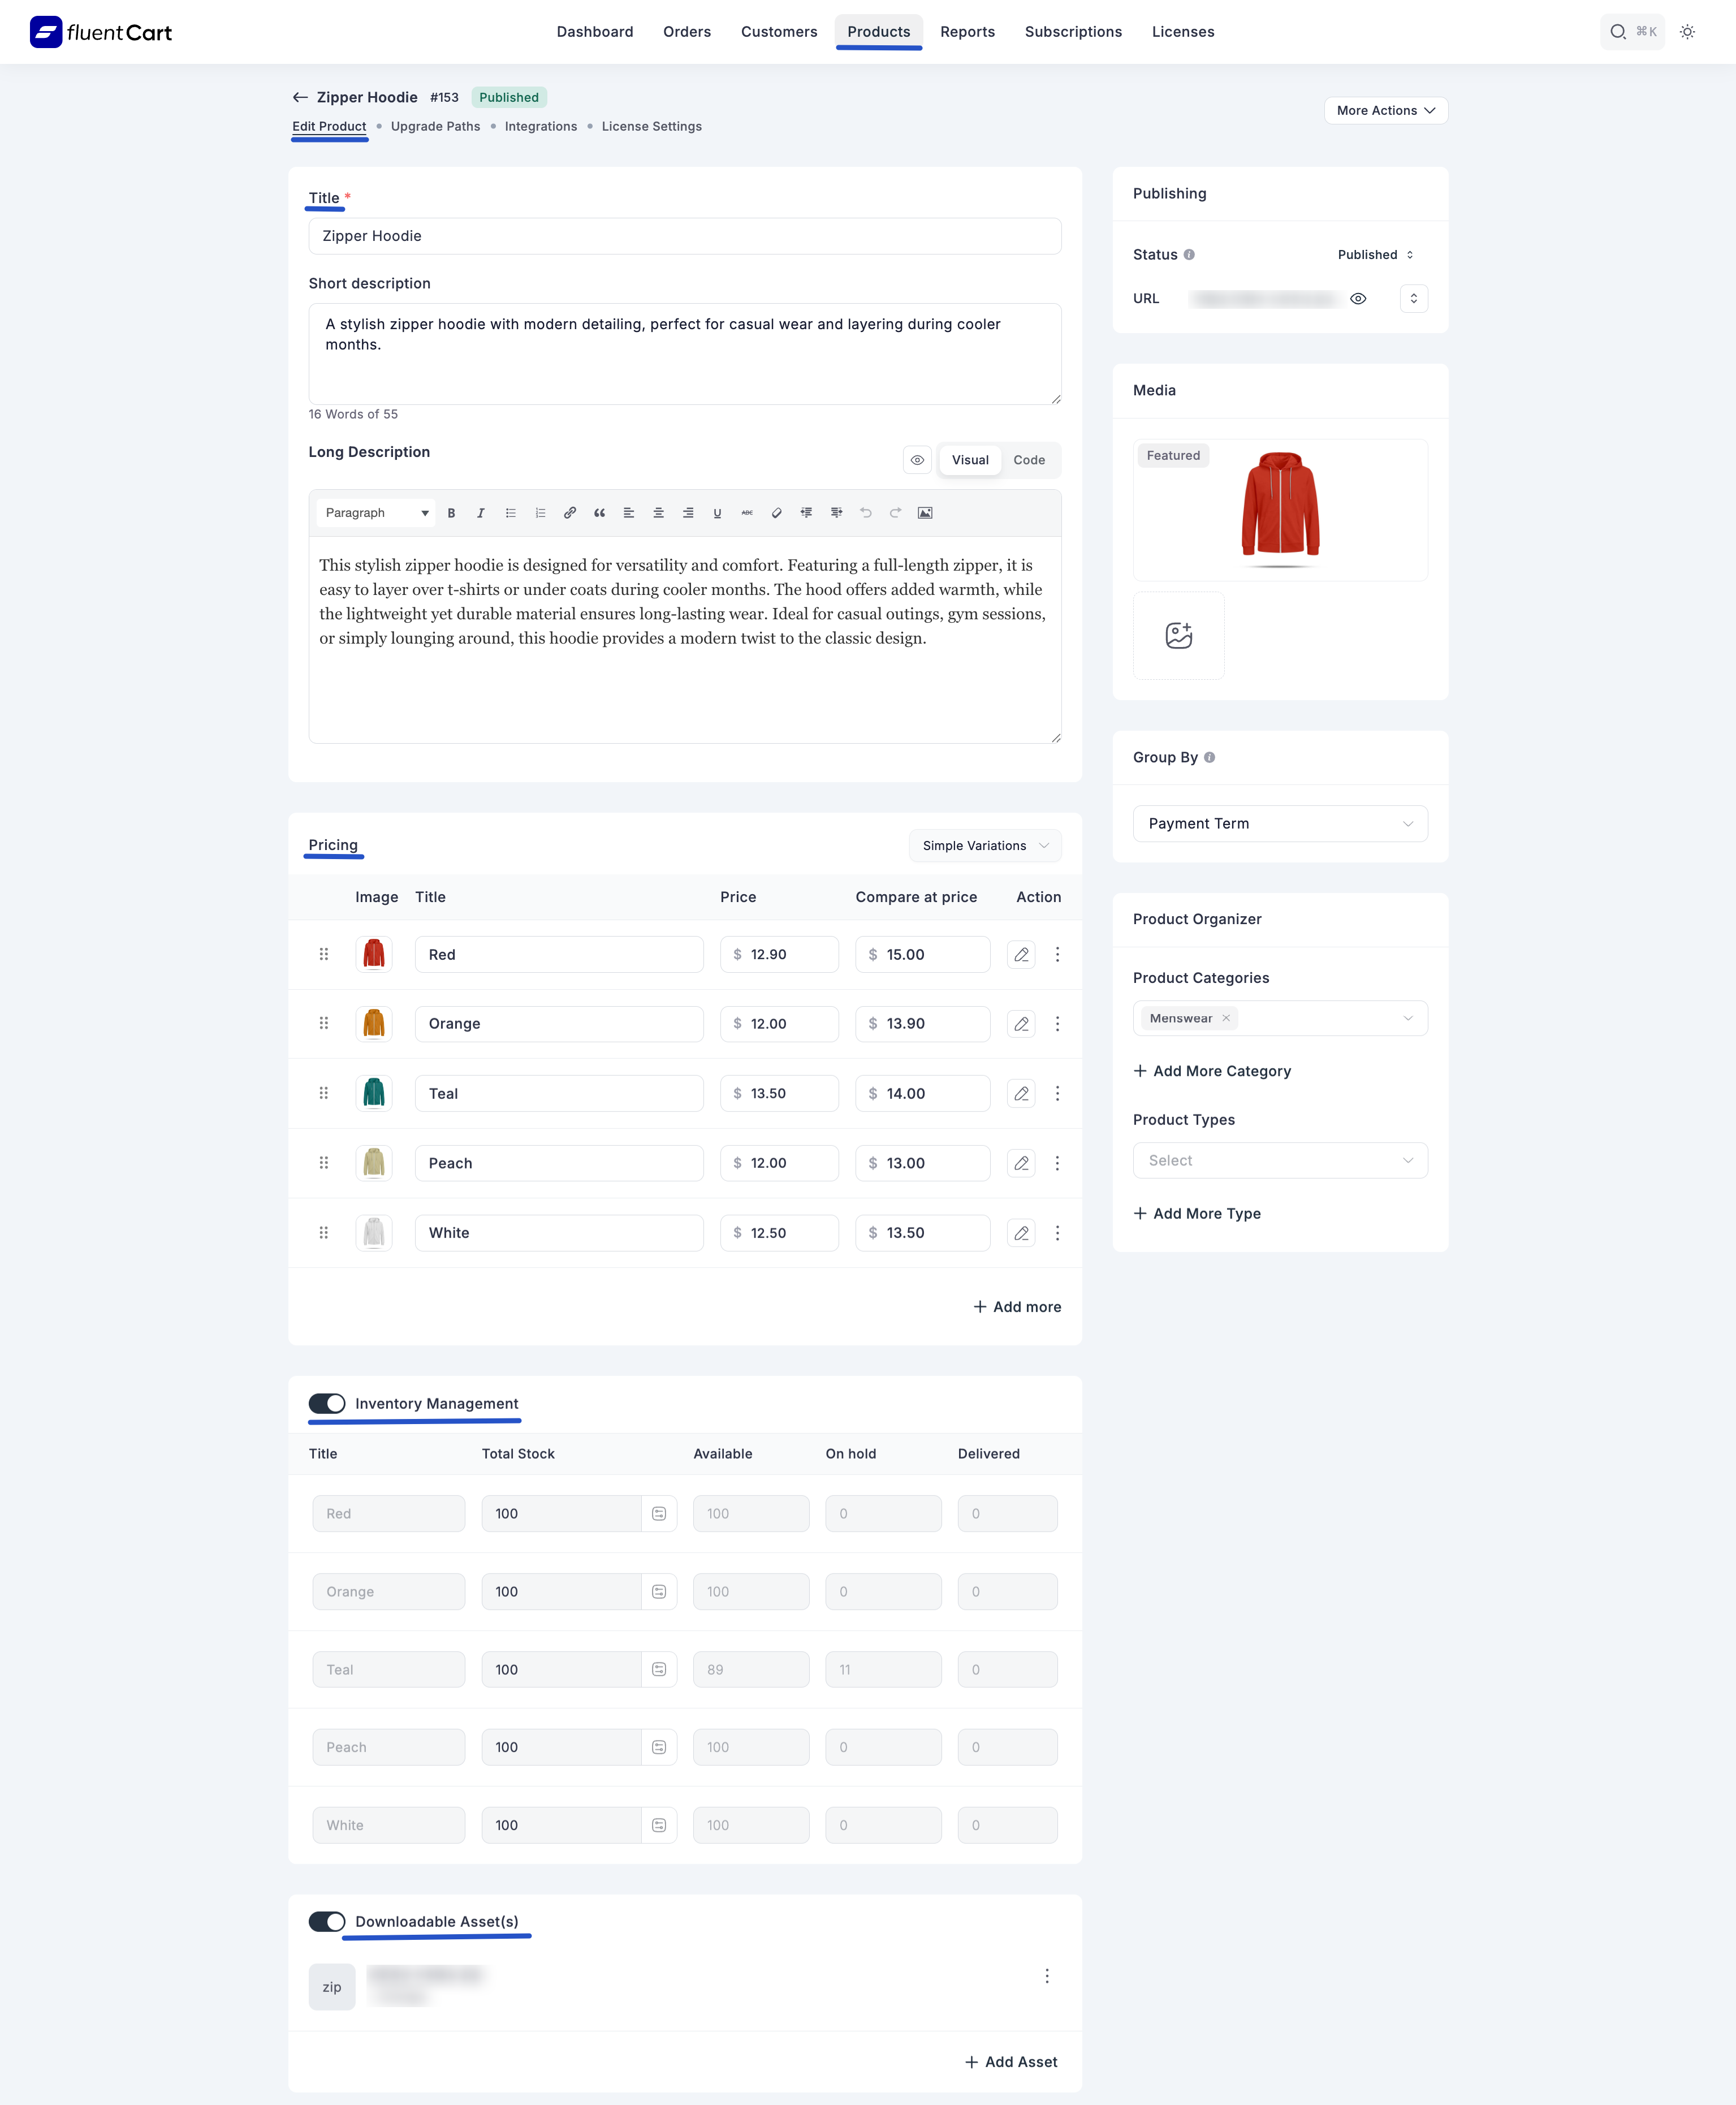 fluentCart
Dashboard Orders Customers Products Reports Subscriptions Licenses
⌘K
Zipper Hoodie #153 Published
More Actions
Edit Product • Upgrade Paths • Integrations • License Settings
Title *
Zipper Hoodie
Short description
A stylish zipper hoodie with modern detailing, perfect for casual wear and layering during cooler
months.
16 Words of 55
Long Description
Visual Code
Paragraph B I ABC
This stylish zipper hoodie is designed for versatility and comfort. Featuring a full-length zipper, it is
easy to layer over t-shirts or under coats during cooler months. The hood offers added warmth, while
the lightweight yet durable material ensures long-lasting wear. Ideal for casual outings, gym sessions,
or simply lounging around, this hoodie provides a modern twist to the classic design.
Pricing
Simple Variations
Image Title Price Compare at price Action
Red $ 12.90 $ 15.00
Orange $ 12.00 $ 13.90
Teal $ 13.50 $ 14.00
Peach $ 12.00 $ 13.00
White $ 12.50 $ 13.50
+ Add more
Inventory Management
Title Total Stock Available On hold Delivered
Red 100 100 0 0
Orange 100 100 0 0
Teal 100 89 11 0
Peach 100 100 0 0
White 100 100 0 0
Downloadable Asset(s)
zip
+ Add Asset
Publishing
Status Published
URL
Media
Featured
Group By
Payment Term
Product Organizer
Product Categories
Menswear ×
+ Add More Category
Product Types
Select
+ Add More Type